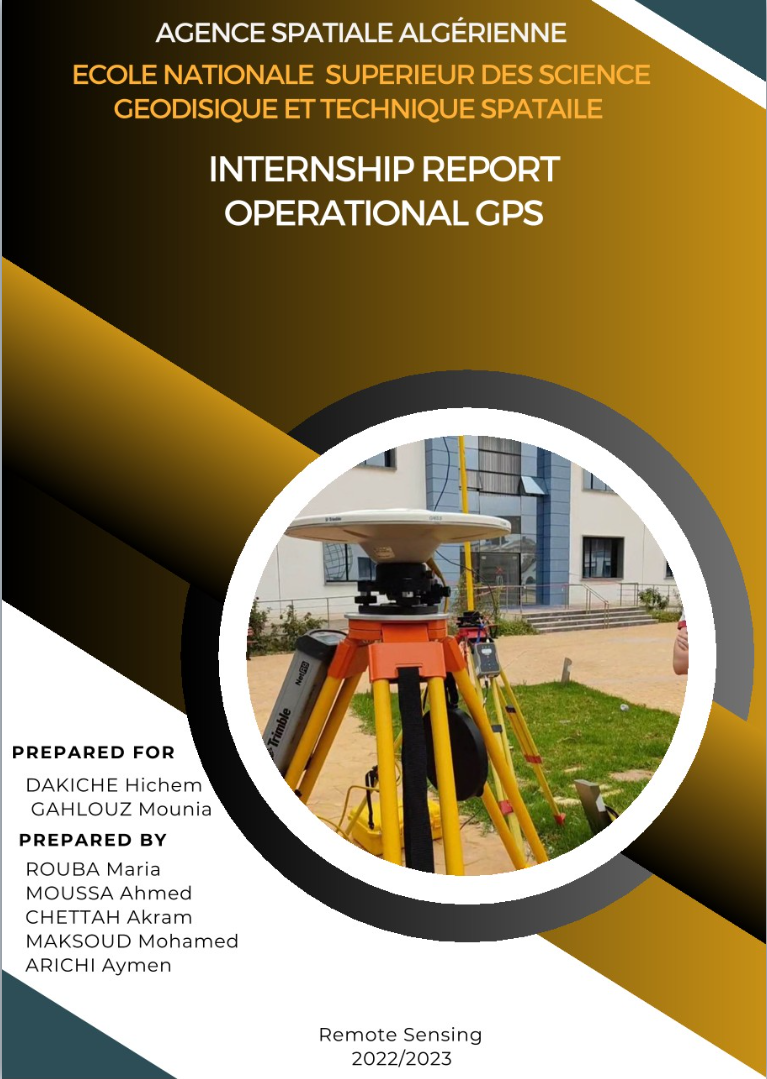 AGENCE SPATIALE ALGÉRIENNE
ECOLE NATIONALE SUPERIEUR DES SCIENCE
GEODISIQUE ET TECHNIQUE SPATAILE
INTERNSHIP REPORT
OPERATIONAL GPS
Trimble
NetR9
Trimble
PREPARED FOR
DAKICHE Hichem
GAHLOUZ Mounia
PREPARED BY
ROUBA Maria
MOUSSA Ahmed
CHETTAH Akram
MAKSOUD Mohamed
ARICHI Aymen
Remote Sensing
2022/2023